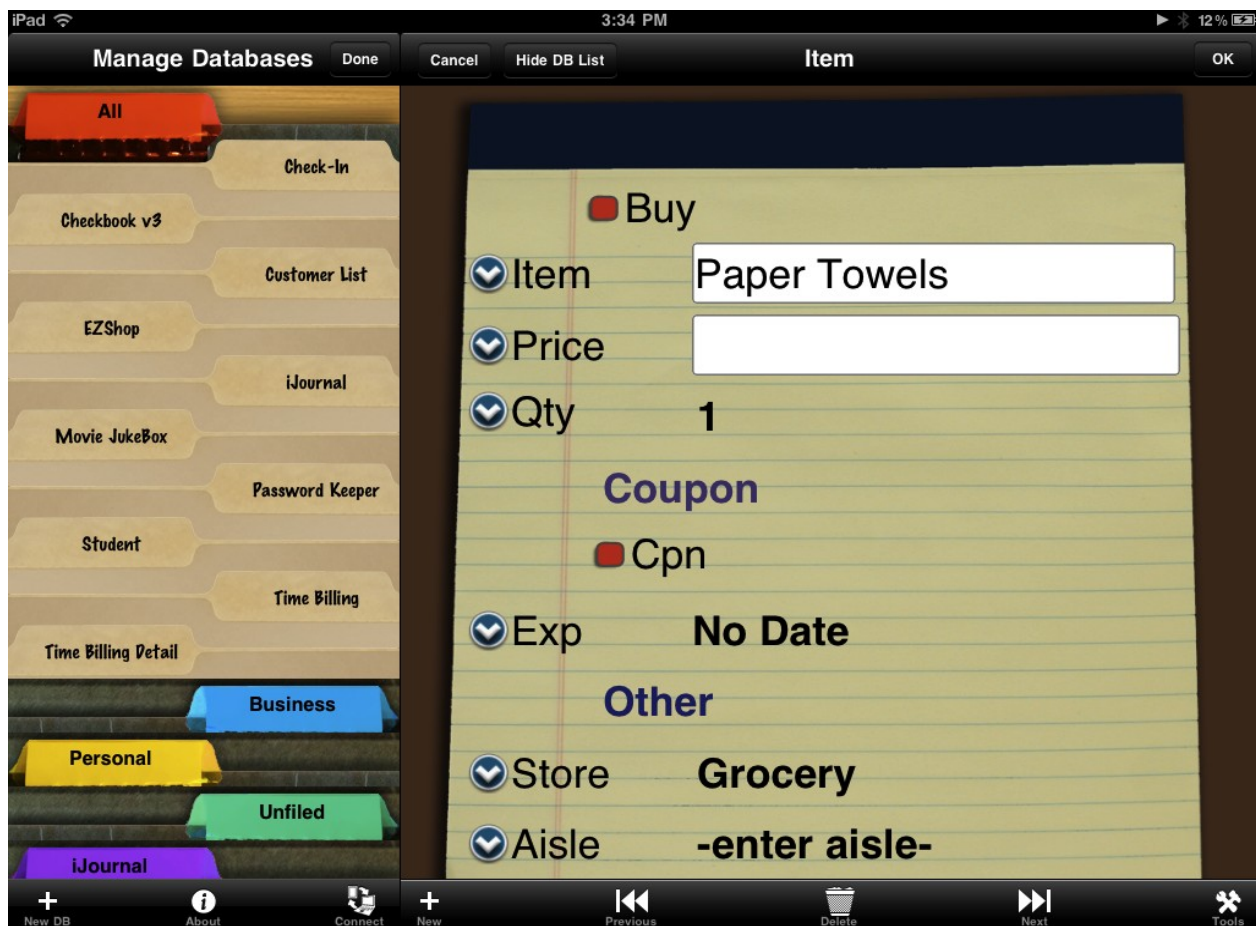 iPad 3:34 PM 12%
Manage Databases Done
Cancel Hide DB List Item OK
All
Check-In
Checkbook v3
Customer List
EZShop
iJournal
Movie JukeBox
Password Keeper
Student
Time Billing
Time Billing Detail
Business
Personal
Unfiled
iJournal
New DB About Connect
Buy
Item Paper Towels
Price
Qty 1
Coupon
Cpn
Exp No Date
Other
Store Grocery
Aisle -enter aisle-
New Previous Delete Next Tools